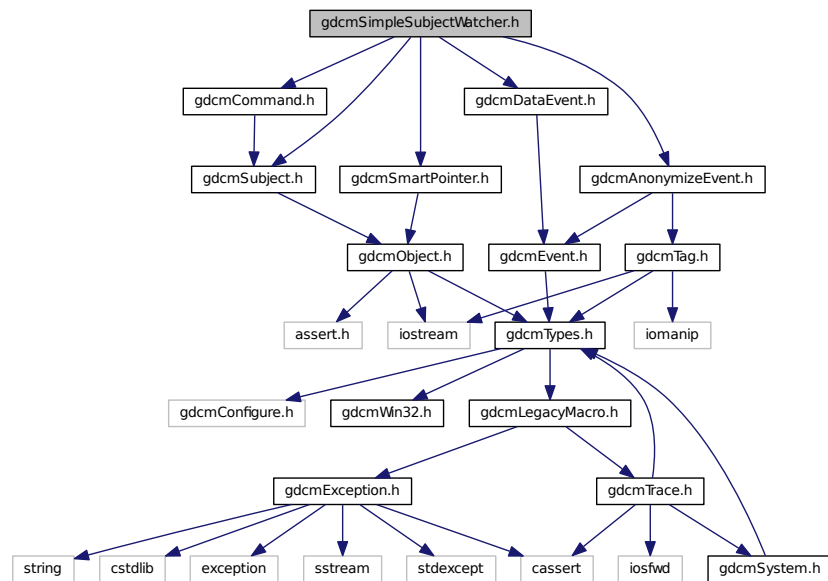 gdcmSimpleSubjectWatcher.h
gdcmCommand.h
gdcmDataEvent.h
gdcmSubject.h
gdcmSmartPointer.h
gdcmAnonymizeEvent.h
gdcmObject.h
gdcmEvent.h
gdcmTag.h
assert.h
iostream
gdcmTypes.h
iomanip
gdcmConfigure.h
gdcmWin32.h
gdcmLegacyMacro.h
gdcmException.h
gdcmTrace.h
string
cstdlib
exception
sstream
stdexcept
cassert
iosfwd
gdcmSystem.h